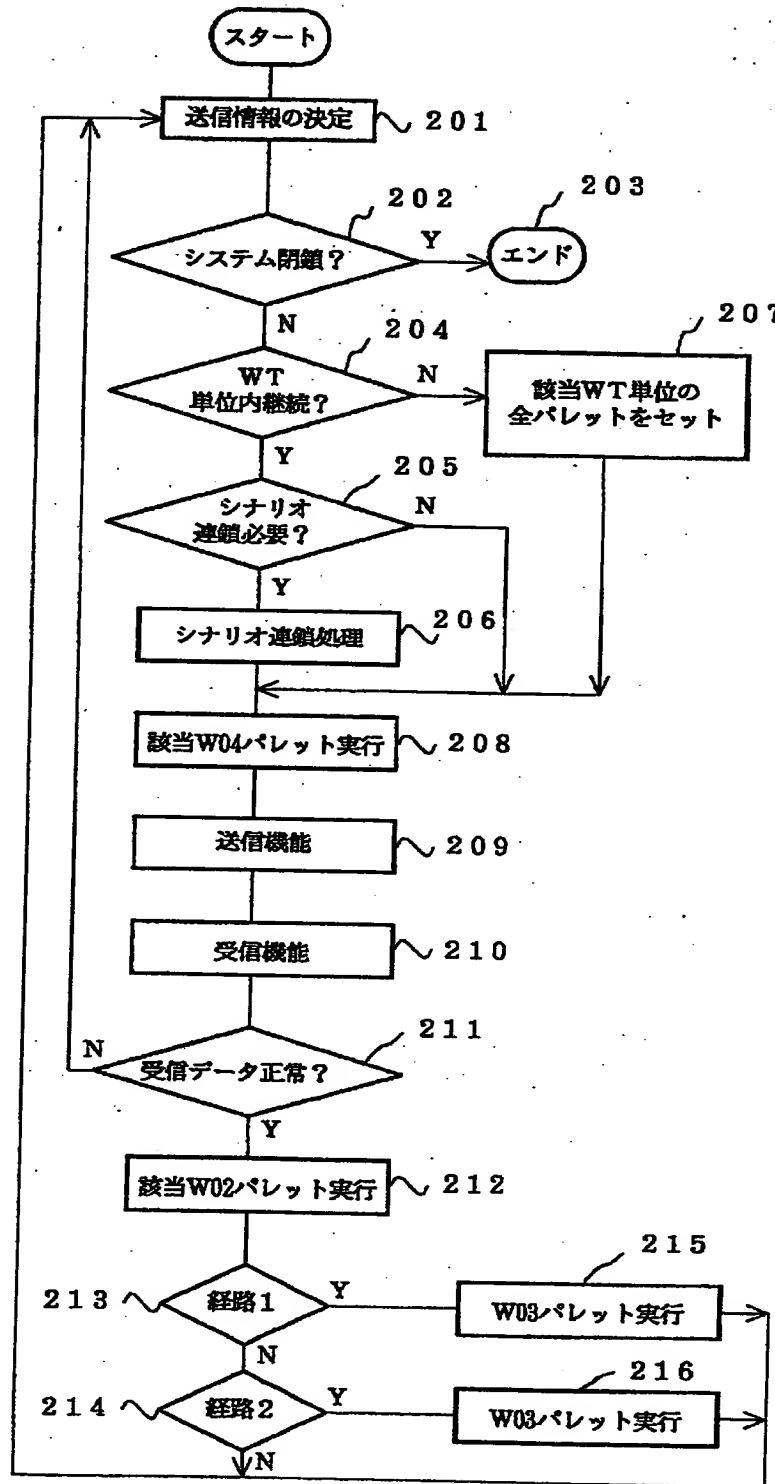 スタート
送信情報の決定
201
202
203
システム閉鎖?
Y
エンド
N
204
207
WT
単位内継続?
N
該当WT単位の
全パレットをセット
Y
205
シナリオ
連鎖必要?
N
Y
シナリオ連鎖処理
206
該当W04パレット実行
208
送信機能
209
受信機能
210
211
N
受信データ正常?
Y
該当W02パレット実行
212
213
経路1
Y
215
W03パレット実行
N
214
経路2
Y
216
W03パレット実行
N